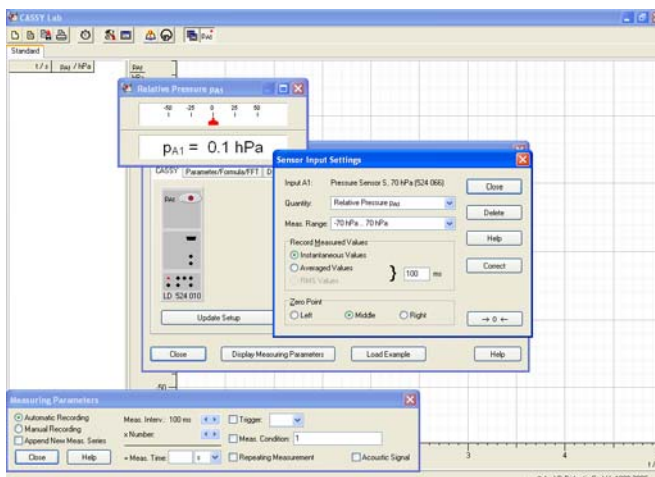 CASSY Lab
Standard
t / s pA1 / hPa
pA1
hPa
Relative Pressure pA1
-50 -25 0 25 50
pA1 = 0.1 hPa
CASSY Parameter/Formula/FFT D
pA1
LD 524 010
Update Setup
Close Display Measuring Parameters Load Example Help
Sensor Input Settings
Input A1: Pressure Sensor S, 70 hPa (524 066)
Quantity: Relative Pressure pA1
Meas. Range: -70 hPa .. 70 hPa
Record Measured Values
Instantaneous Values
Averaged Values
RMS Values
100 ms
Zero Point
Left Middle Right
Close
Delete
Help
Correct
→ 0 ←
-50
Measuring Parameters
Automatic Recording
Manual Recording
Append New Meas. Series
Close Help
Meas. Interv.: 100 ms
x Number:
= Meas. Time: s
Trigger:
Meas. Condition: 1
Repeating Measurement Acoustic Signal
3 4